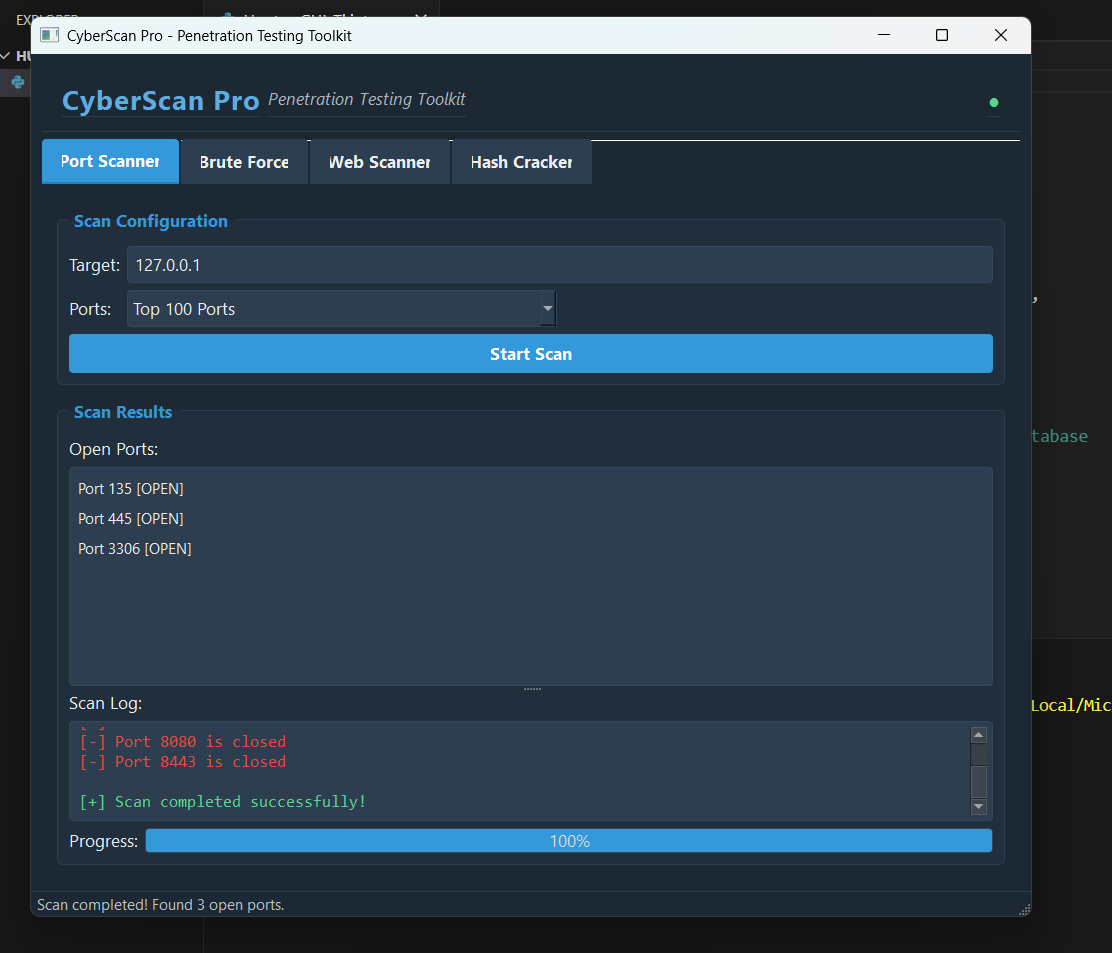 EXPLORER
CyberScan Pro - Penetration Testing Toolkit
CyberScan Pro Penetration Testing Toolkit
Port Scanner Brute Force Web Scanner Hash Cracker
Scan Configuration
Target: 127.0.0.1
,
Ports: Top 100 Ports
Start Scan
Scan Results
tabase
Open Ports:
Port 135 [OPEN]
Port 445 [OPEN]
Port 3306 [OPEN]
Scan Log:
Local/Mic
[-] Port 8080 is closed
[-] Port 8443 is closed
[+] Scan completed successfully!
Progress: 100%
Scan completed! Found 3 open ports.